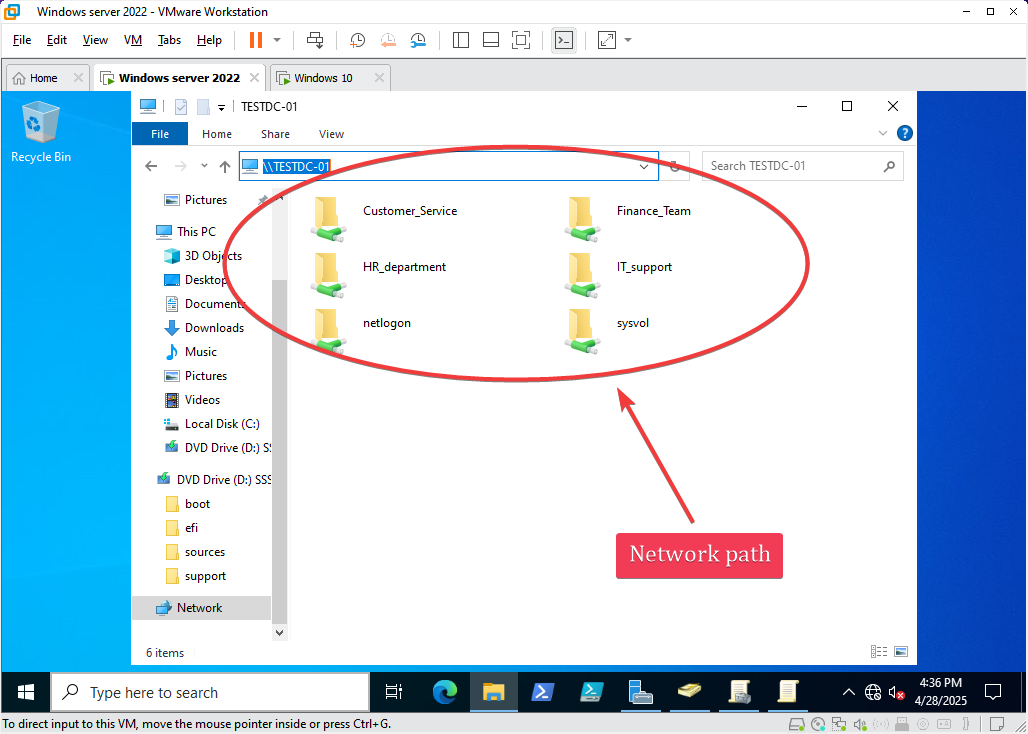 Windows server 2022 - VMware Workstation
File Edit View VM Tabs Help
Home Windows server 2022 Windows 10
Recycle Bin
TESTDC-01
File Home Share View
\\TESTDC-01
Search TESTDC-01
Pictures
This PC
3D Objects
Desktop
Documents
Downloads
Music
Pictures
Videos
Local Disk (C:)
DVD Drive (D:) SS
DVD Drive (D:) SSS
boot
efi
sources
support
Network
Customer_Service Finance_Team
HR_department IT_support
netlogon sysvol
Network path
6 items
Type here to search
4:36 PM
4/28/2025
To direct input to this VM, move the mouse pointer inside or press Ctrl+G.